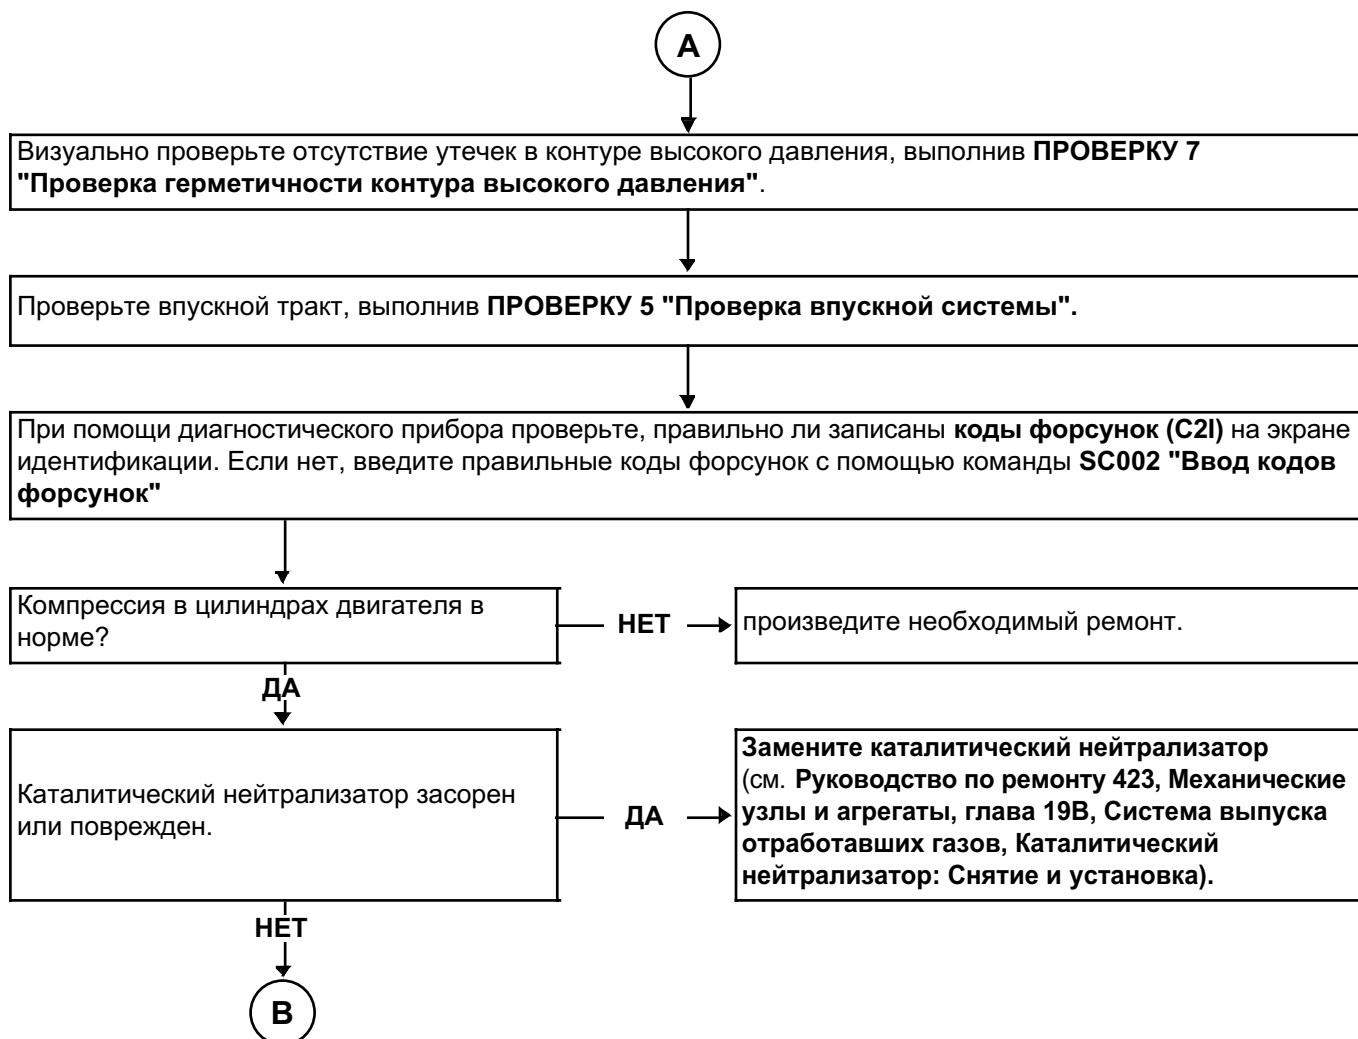 A
Визуально проверьте отсутствие утечек в контуре высокого давления, выполнив ПРОВЕРКУ 7
"Проверка герметичности контура высокого давления".
Проверьте впускной тракт, выполнив ПРОВЕРКУ 5 "Проверка впускной системы".
При помощи диагностического прибора проверьте, правильно ли записаны коды форсунок (C2I) на экране
идентификации. Если нет, введите правильные коды форсунок с помощью команды SC002 "Ввод кодов
форсунок"
Компрессия в цилиндрах двигателя в
норме?
НЕТ
произведите необходимый ремонт.
ДА
Каталитический нейтрализатор засорен
или поврежден.
ДА
Замените каталитический нейтрализатор
(см. Руководство по ремонту 423, Механические
узлы и агрегаты, глава 19B, Система выпуска
отработавших газов, Каталитический
нейтрализатор: Снятие и установка).
НЕТ
B